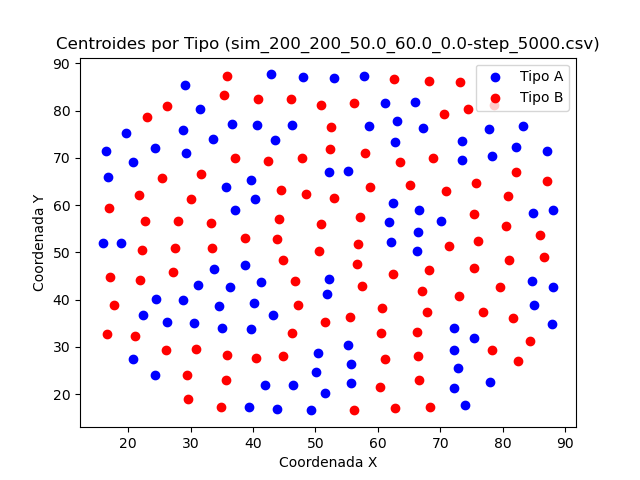 Centroides por Tipo (sim_200_200_50.0_60.0_0.0-step_5000.csv)
Tipo A
Tipo B
Coordenada Y
90
80
70
60
50
40
30
20
20 30 40 50 60 70 80 90
Coordenada X